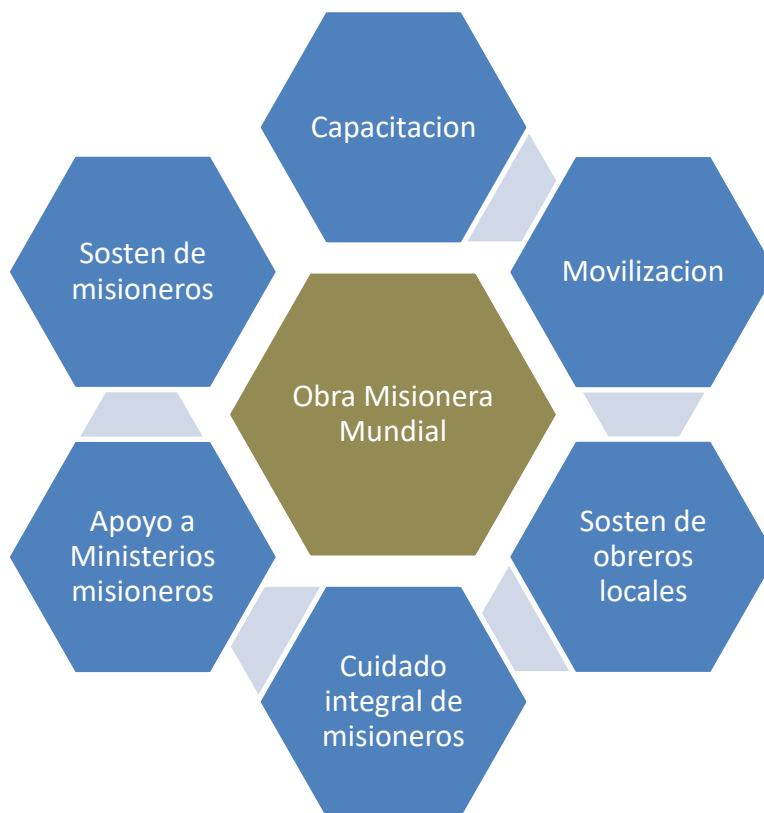 Capacitacion
Movilizacion
Sosten de
obreros
locales
Cuidado
integral de
misioneros
Apoyo a
Ministerios
misioneros
Sosten de
misioneros
Obra Misionera
Mundial